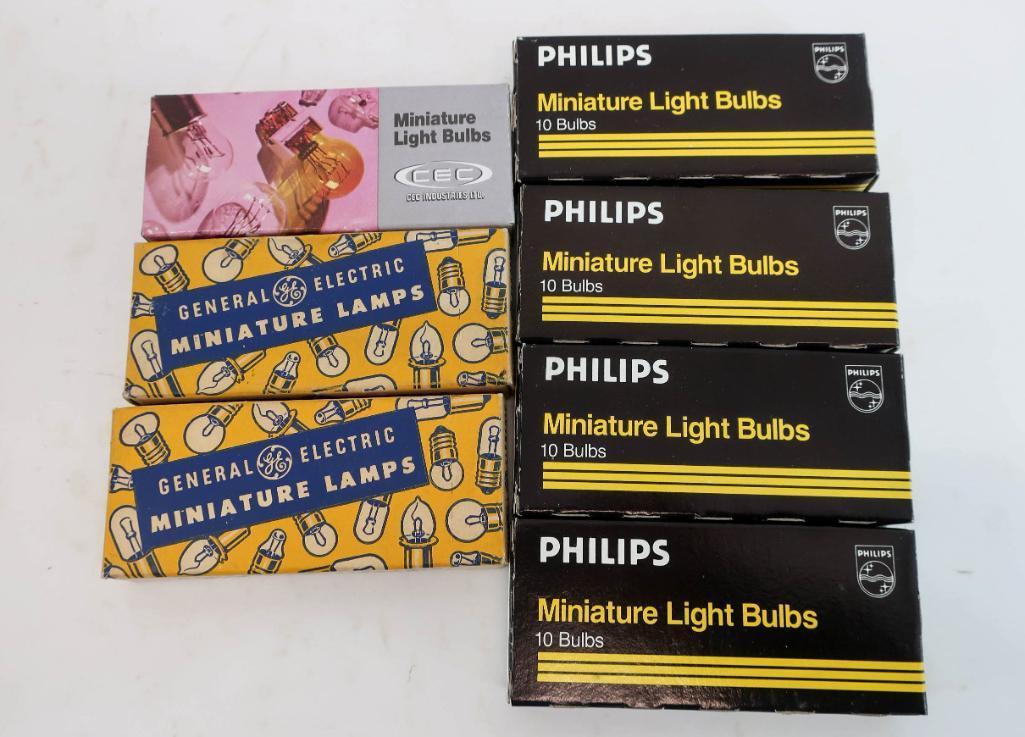 Miniature
Light Bulbs
CEC
CEC INDUSTRIES LTD.
GENERAL GE ELECTRIC
MINIATURE LAMPS
GENERAL GE ELECTRIC
MINIATURE LAMPS
PHILIPS
PHILIPS
Miniature Light Bulbs
10 Bulbs
PHILIPS
PHILIPS
Miniature Light Bulbs
10 Bulbs
PHILIPS
PHILIPS
Miniature Light Bulbs
10 Bulbs
PHILIPS
PHILIPS
Miniature Light Bulbs
10 Bulbs